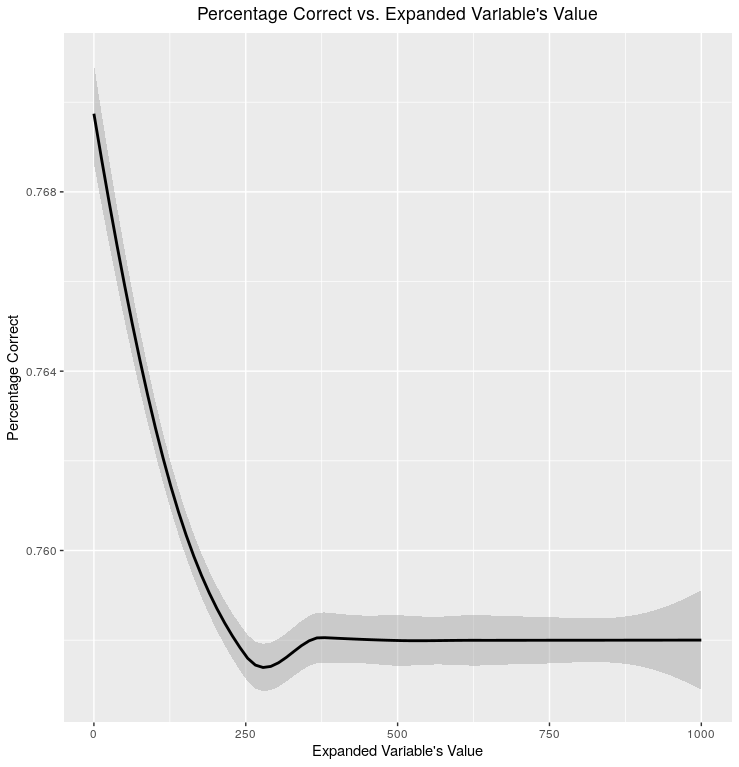 Percentage Correct vs. Expanded Variable's Value
Percentage Correct
0.768
0.764
0.760
0
250
500
750
1000
Expanded Variable's Value